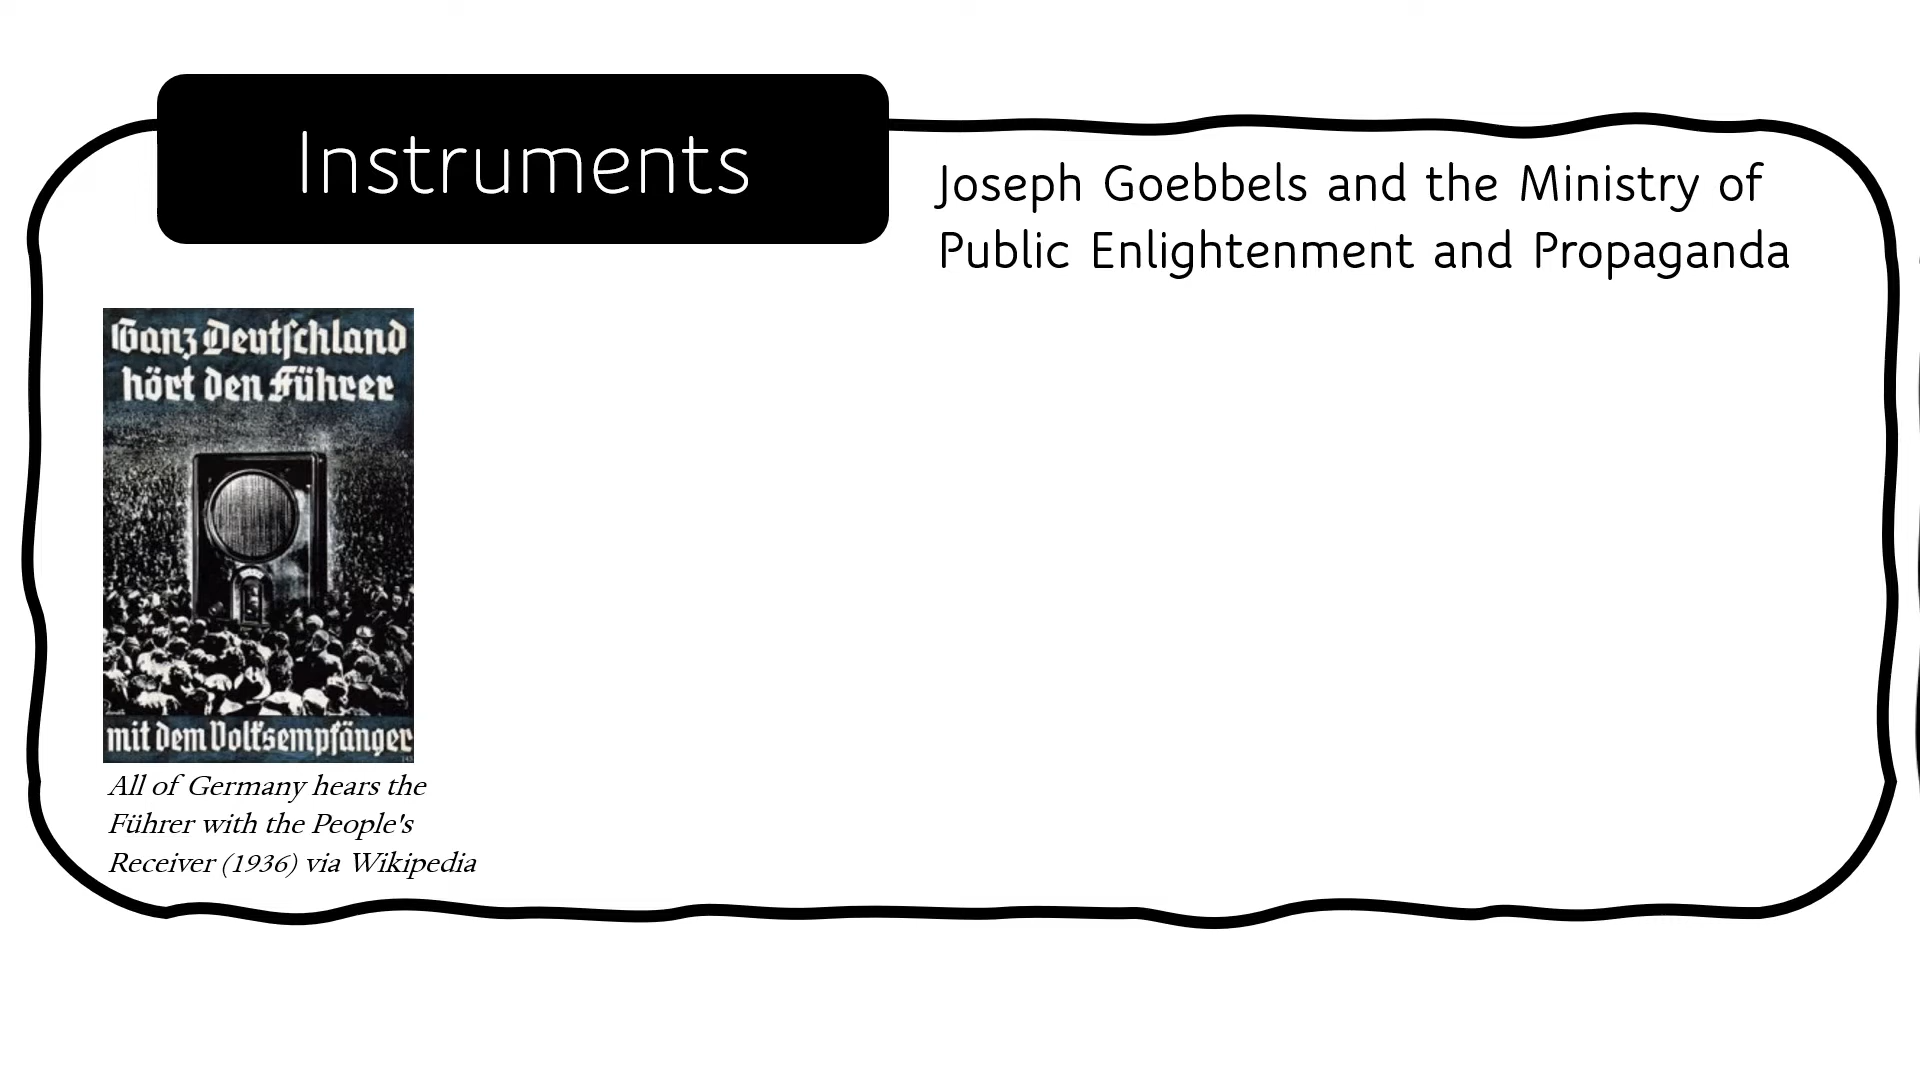 Instruments
Joseph Goebbels and the Ministry of
Public Enlightenment and Propaganda
Ganz Deutſchland
hört den Führer
mit dem Volksempfänger
All of Germany hears the
Führer with the People's
Receiver (1936) via Wikipedia